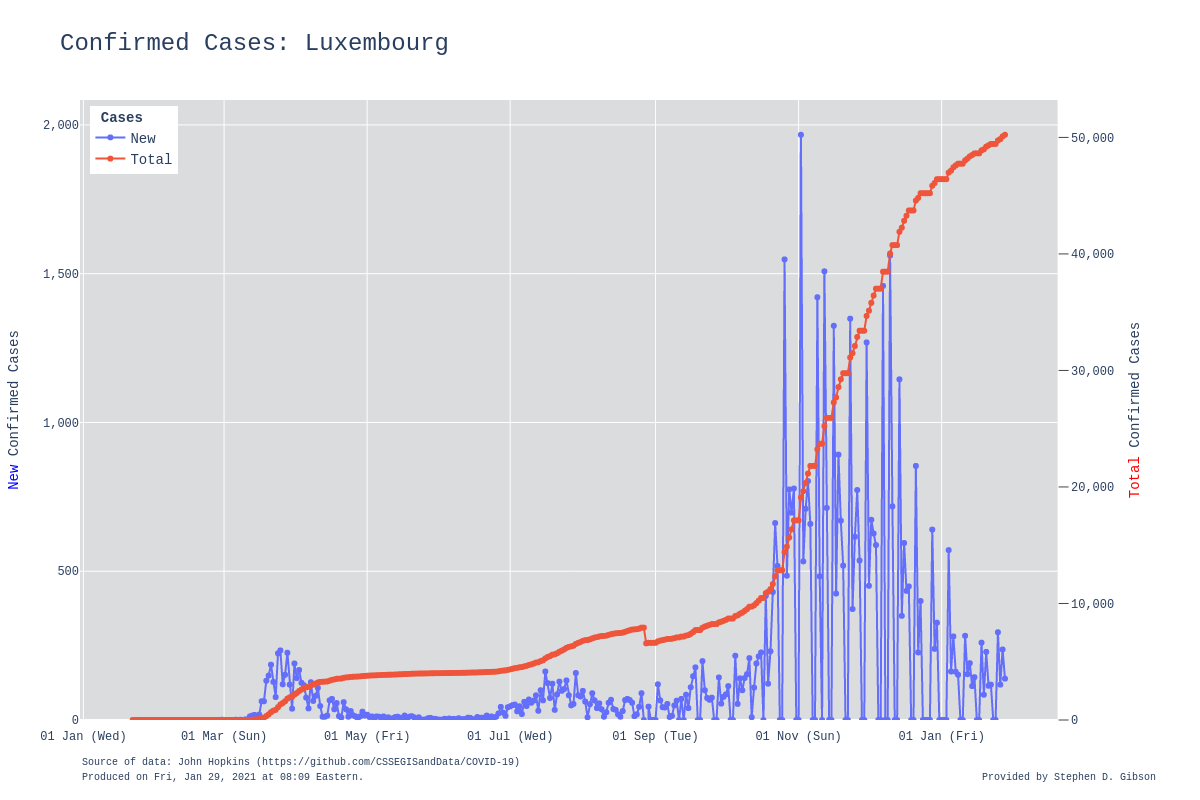 Confirmed Cases: Luxembourg
Cases
New
Total
2,000
1,500
1,000
500
0
50,000
40,000
30,000
20,000
10,000
0
New Confirmed Cases
Total Confirmed Cases
01 Jan (Wed)
01 Mar (Sun)
01 May (Fri)
01 Jul (Wed)
01 Sep (Tue)
01 Nov (Sun)
01 Jan (Fri)
Source of data: John Hopkins (https://github.com/CSSEGISandData/COVID-19)
Produced on Fri, Jan 29, 2021 at 08:09 Eastern.
Provided by Stephen D. Gibson